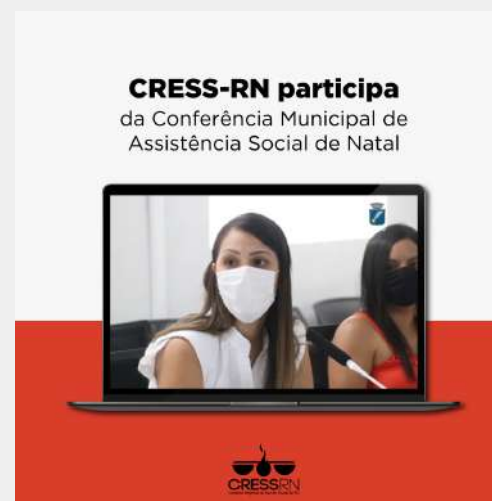 CRESS-RN participa
da Conferência Municipal de
Assistência Social de Natal
CRESSRN